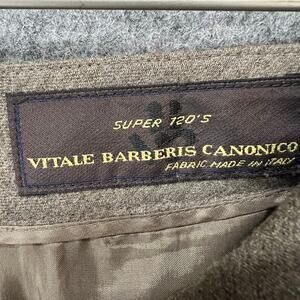 SUPER 120'S
VITALE BARBERIS CANONICO
FABRIC MADE IN ITALY